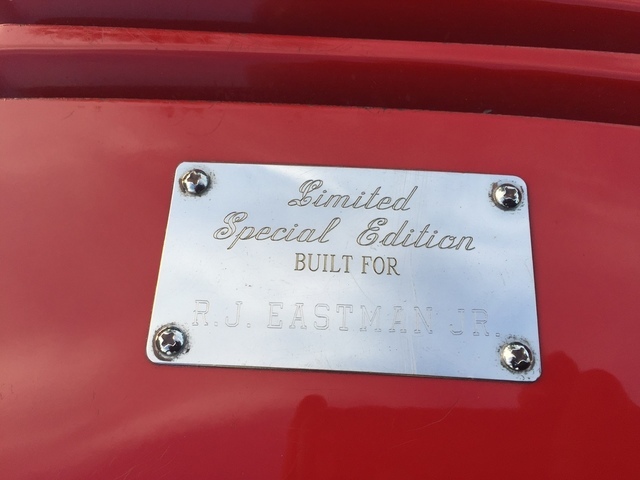 Limited
Special Edition
BUILT FOR
R.J. EASTMAN JR.